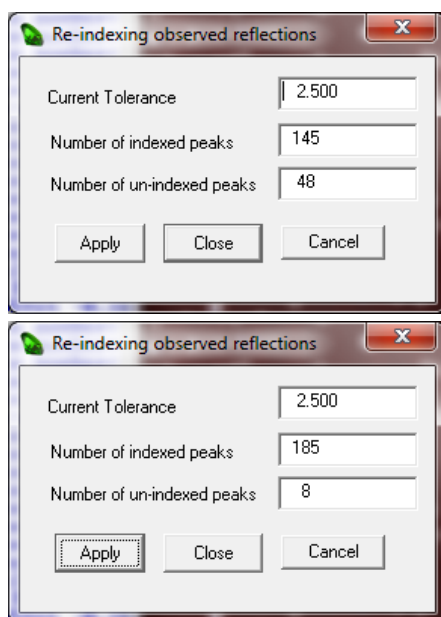 Re-indexing observed reflections
Current Tolerance 2.500
Number of indexed peaks 145
Number of un-indexed peaks 48
Apply Close Cancel
Re-indexing observed reflections
Current Tolerance 2.500
Number of indexed peaks 185
Number of un-indexed peaks 8
Apply Close Cancel